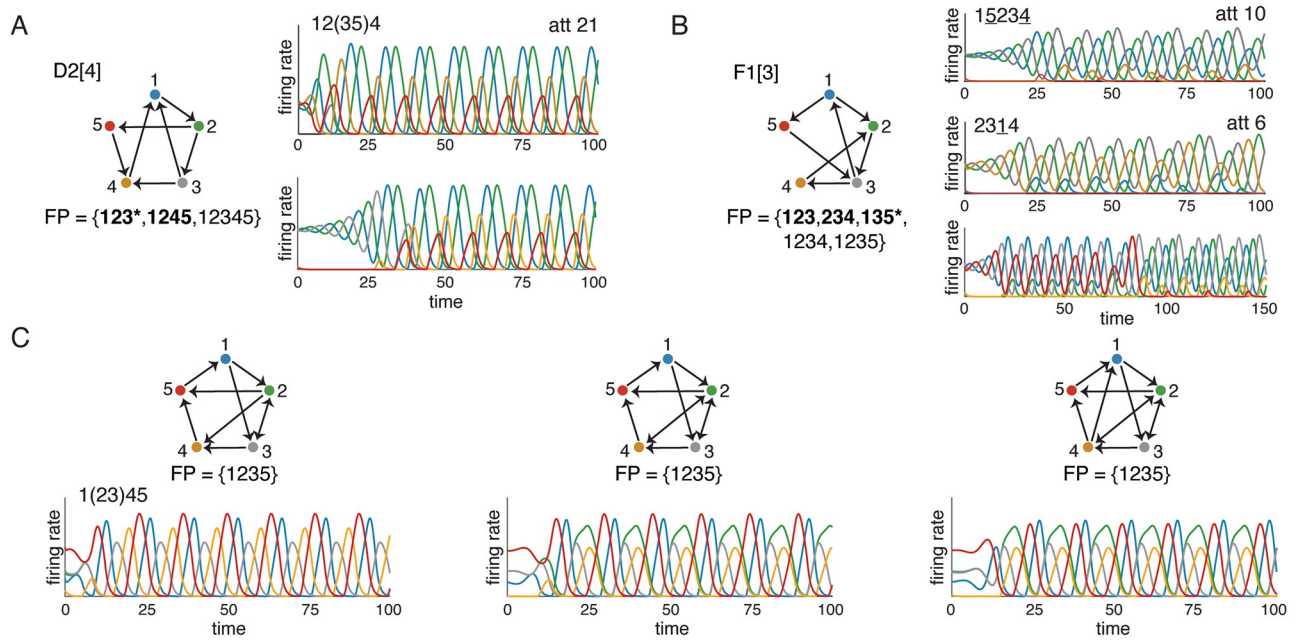 A
D2[4]
1
5
2
4
3
FP = {123*,1245,12345}
12(35)4
att 21
firing rate
0
25
50
75
100
firing rate
0
25
50
75
100
time
B
F1[3]
1
5
2
4
3
FP = {123,234,135*,
1234,1235}
15234
att 10
firing rate
0
25
50
75
100
2314
att 6
firing rate
0
25
50
75
100
firing rate
0
50
100
150
time
C
1
5
2
4
3
FP = {1235}
1(23)45
firing rate
0
25
50
75
100
time
1
5
2
4
3
FP = {1235}
firing rate
0
25
50
75
100
time
1
5
2
4
3
FP = {1235}
firing rate
0
25
50
75
100
time